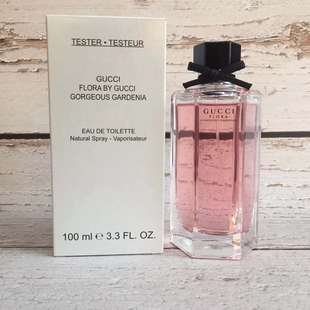 TESTER • TESTEUR
GUCCI
FLORA BY GUCCI
GORGEOUS GARDENIA
EAU DE TOILETTE
Natural Spray - Vaporisateur
100 ml ℮ 3.3 FL. OZ.
GUCCI
FLORA